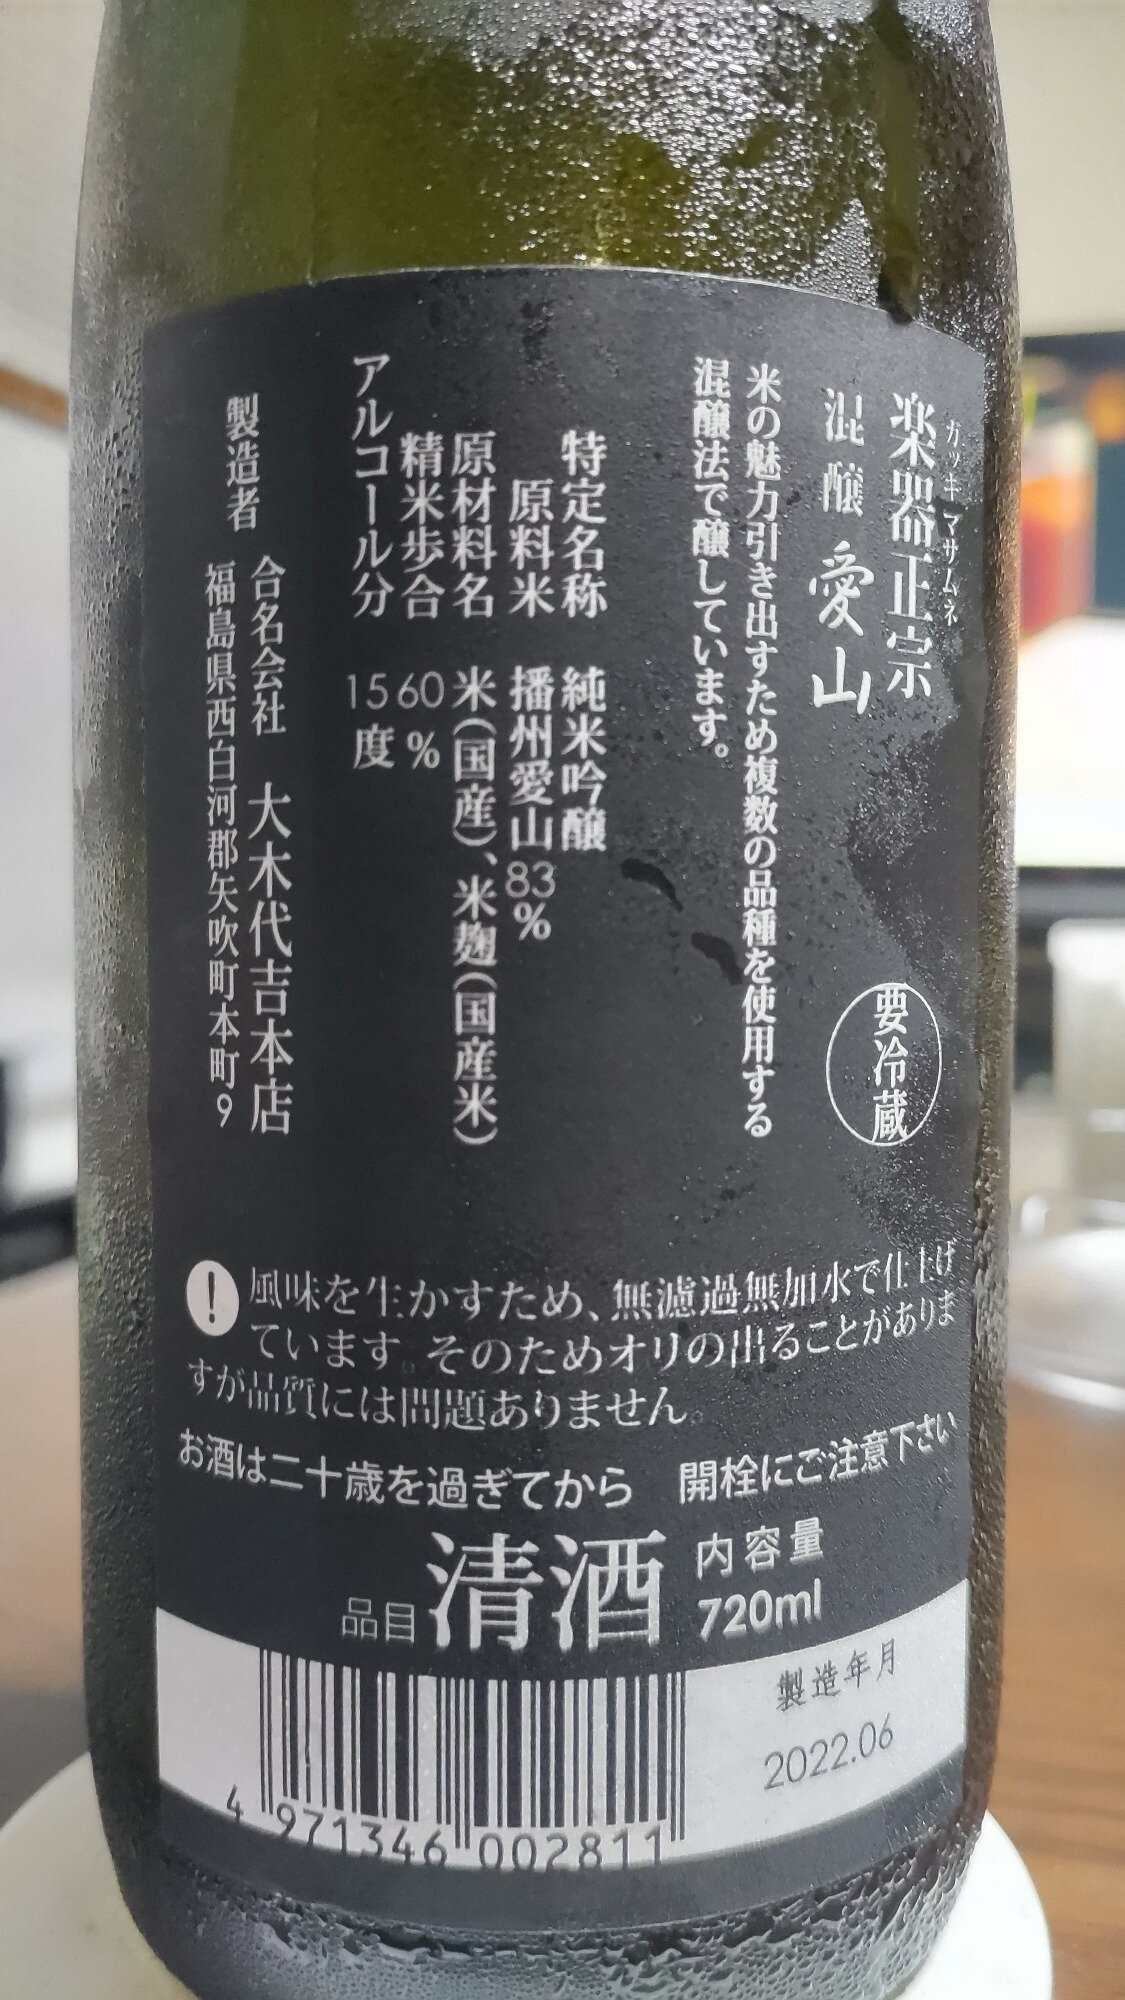 ガッキマサムネ
楽器正宗
混醸 愛山
要冷蔵
米の魅力引き出すため複数の品種を使用する
混醸法で醸しています。
特定名称 純米吟醸
原料米 播州愛山83%
原材料名 米(国産)、米麹(国産米)
精米歩合 60%
アルコール分 15度
製造者 合名会社 大木代吉本店
福島県西白河郡矢吹町本町9
! 風味を生かすため、無濾過無加水で仕上げ
ています。そのためオリの出ることがありま
すが品質には問題ありません。
お酒は二十歳を過ぎてから 開栓にご注意下さい
品目 清酒 内容量
720ml
製造年月
2022.06
4 971346 002811